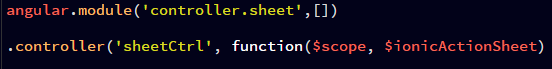 angular.module('controller.sheet',[])
.controller('sheetCtrl', function($scope, $ionicActionSheet)